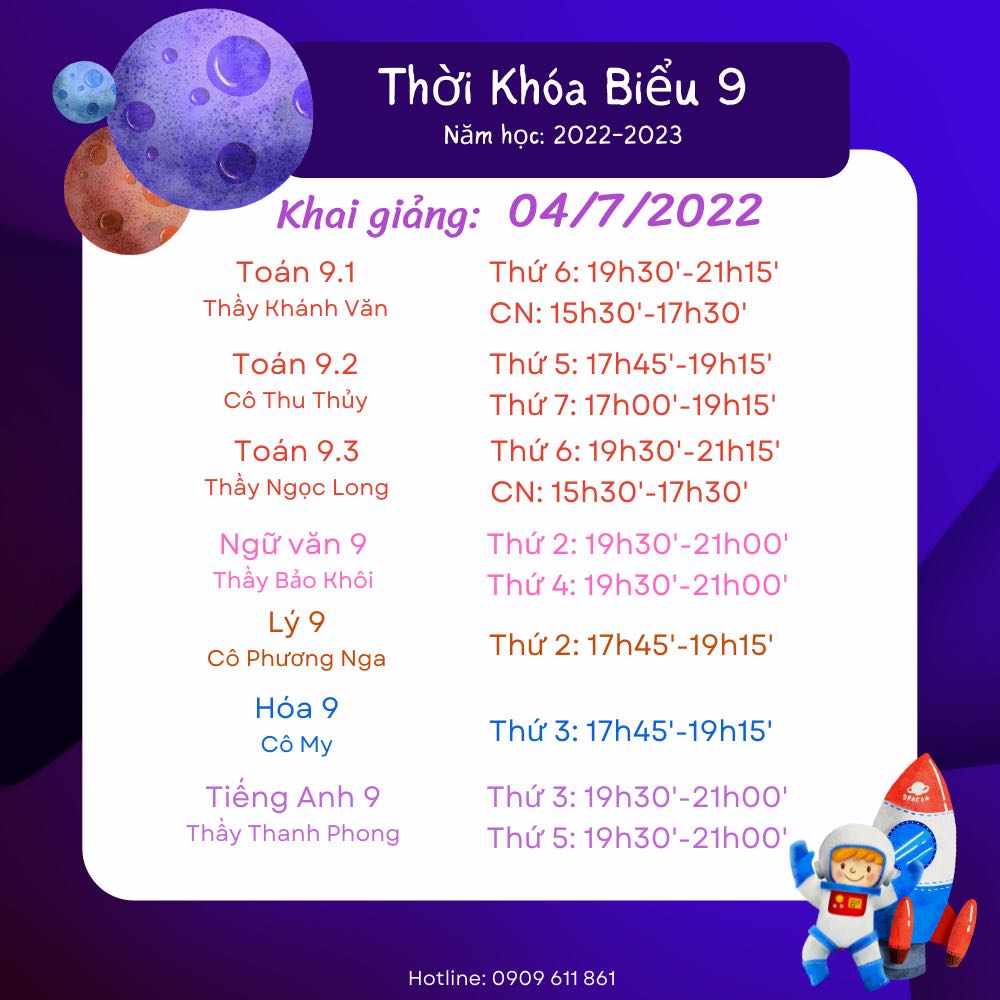 Thời Khóa Biểu 9
Năm học: 2022-2023
Khai giảng: 04/7/2022
Toán 9.1
Thầy Khánh Văn
Thứ 6: 19h30'-21h15'
CN: 15h30'-17h30'
Toán 9.2
Cô Thu Thủy
Thứ 5: 17h45'-19h15'
Thứ 7: 17h00'-19h15'
Toán 9.3
Thầy Ngọc Long
Thứ 6: 19h30'-21h15'
CN: 15h30'-17h30'
Ngữ văn 9
Thầy Bảo Khôi
Thứ 2: 19h30'-21h00'
Thứ 4: 19h30'-21h00'
Lý 9
Cô Phương Nga
Thứ 2: 17h45'-19h15'
Hóa 9
Cô My
Thứ 3: 17h45'-19h15'
Tiếng Anh 9
Thầy Thanh Phong
Thứ 3: 19h30'-21h00'
Thứ 5: 19h30'-21h00'
SPACE
Hotline: 0909 611 861